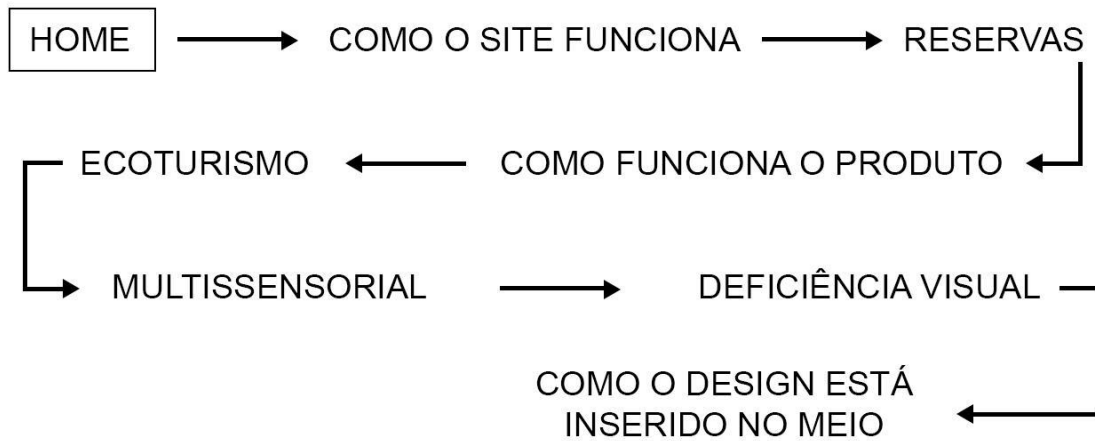 HOME
COMO O SITE FUNCIONA
RESERVAS
COMO FUNCIONA O PRODUTO
ECOTURISMO
MULTISSENSORIAL
DEFICIÊNCIA VISUAL
COMO O DESIGN ESTÁ
INSERIDO NO MEIO